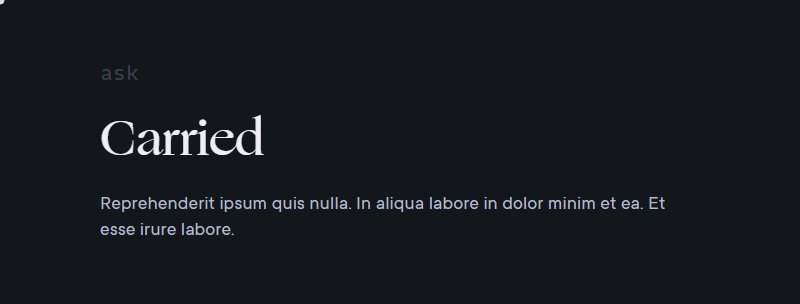 ask
Carried
Reprehenderit ipsum quis nulla. In aliqua labore in dolor minim et ea. Et
esse irure labore.